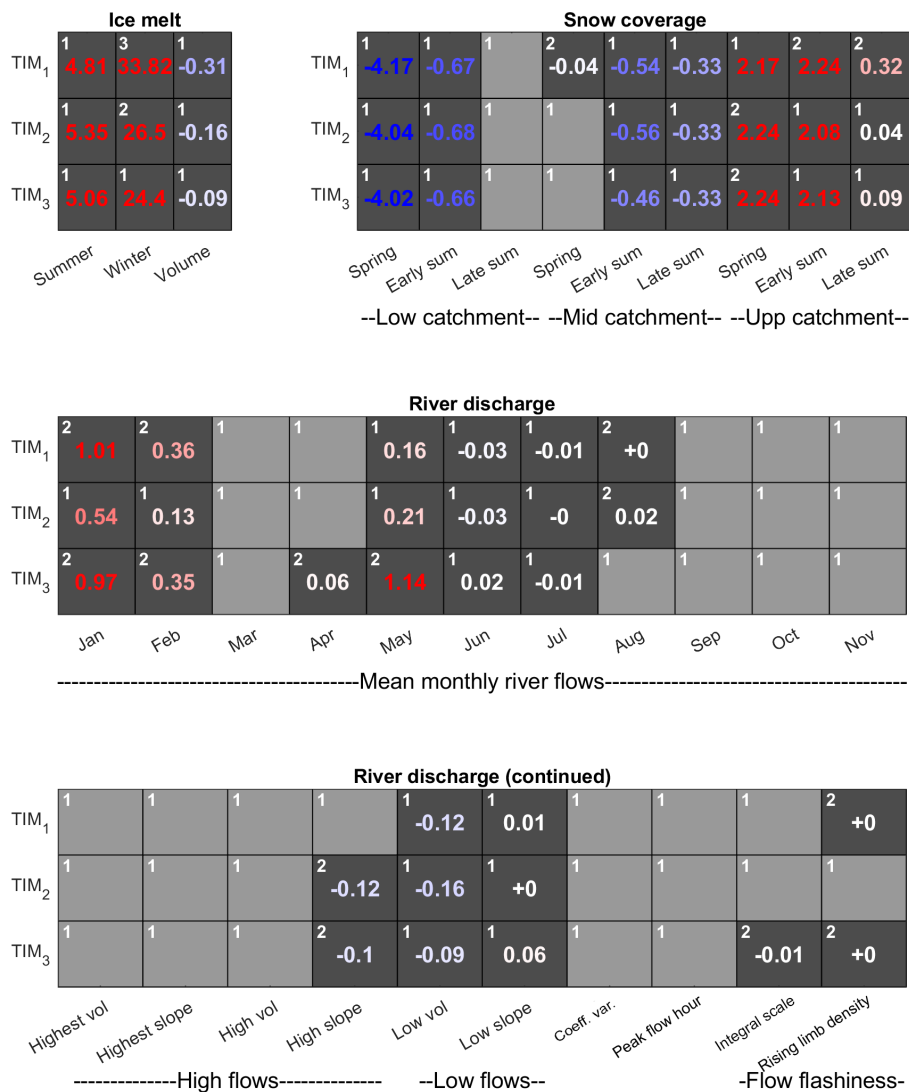 Ice melt
Snow coverage
1 3 1
TIM1 4.81 33.82 -0.31
1 2 1
TIM2 5.35 26.5 -0.16
1 1 1
TIM3 5.06 24.4 -0.09
Summer Winter Volume
1 1 1 2 1 1 1 2 2
TIM1 -4.17 -0.67 -0.04 -0.54 -0.33 2.17 2.24 0.32
1 1 1 1 1 1 2 1 1
TIM2 -4.04 -0.68 -0.56 -0.33 2.24 2.08 0.04
1 1 1 1 1 1 2 1 1
TIM3 -4.02 -0.66 -0.46 -0.33 2.24 2.13 0.09
Spring Early sum Late sum Spring Early sum Late sum Spring Early sum Late sum
--Low catchment-- --Mid catchment-- --Upp catchment--
River discharge
2 2 1 1 1 1 1 2 1 1 1
TIM1 1.01 0.36 0.16 -0.03 -0.01 +0
1 1 1 1 1 1 1 2 1 1 1
TIM2 0.54 0.13 0.21 -0.03 -0 0.02
2 2 1 2 2 1 1 1 1 1 1
TIM3 0.97 0.35 0.06 1.14 0.02 -0.01
Jan Feb Mar Apr May Jun Jul Aug Sep Oct Nov
-----------------------------------------Mean monthly river flows-----------------------------------------
River discharge (continued)
1 1 1 1 1 1 1 1 1 2
TIM1 -0.12 0.01 +0
1 1 1 2 1 1 1 1 1 1
TIM2 -0.12 -0.16 +0
1 1 1 2 1 1 1 1 2 2
TIM3 -0.1 -0.09 0.06 -0.01 +0
Highest vol Highest slope High vol High slope Low vol Low slope Coeff. var. Peak flow hour Integral scale Rising limb density
--------------High flows-------------- --Low flows-- -Flow flashiness-